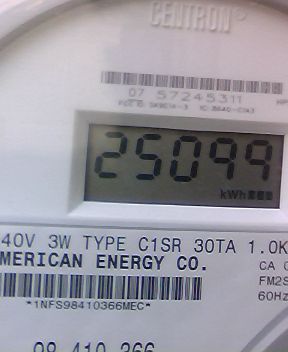 CENTRON
07 57245311
25099
kWh
40V 3W TYPE C1SR 30TA 1.0K
MERICAN ENERGY CO.
CA
FM2S
60Hz
*1NFS98410366MEC*
98 410 366